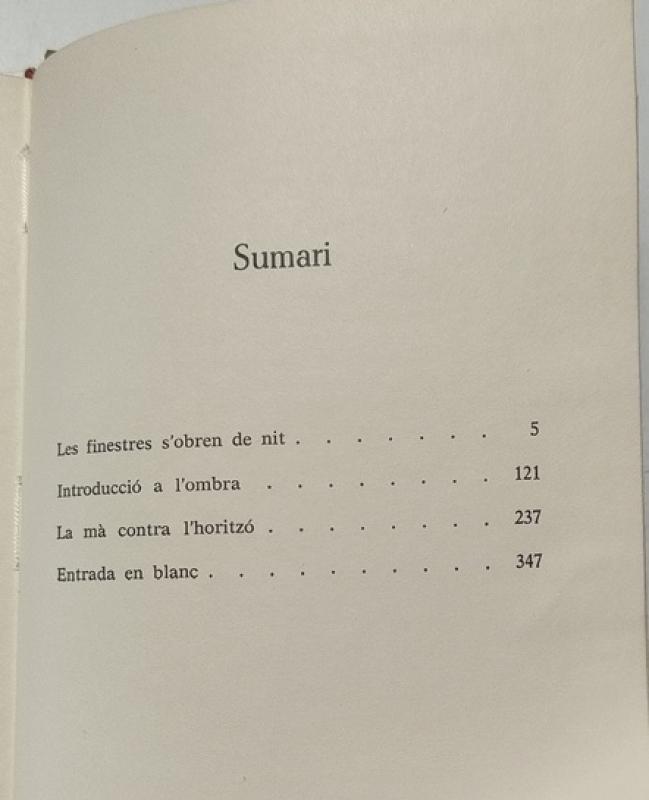 Sumari
Les finestres s'obren de nit . . . . . . . 5
Introducció a l'ombra . . . . . . . . 121
La mà contra l'horitzó . . . . . . . . 237
Entrada en blanc . . . . . . . . . . 347